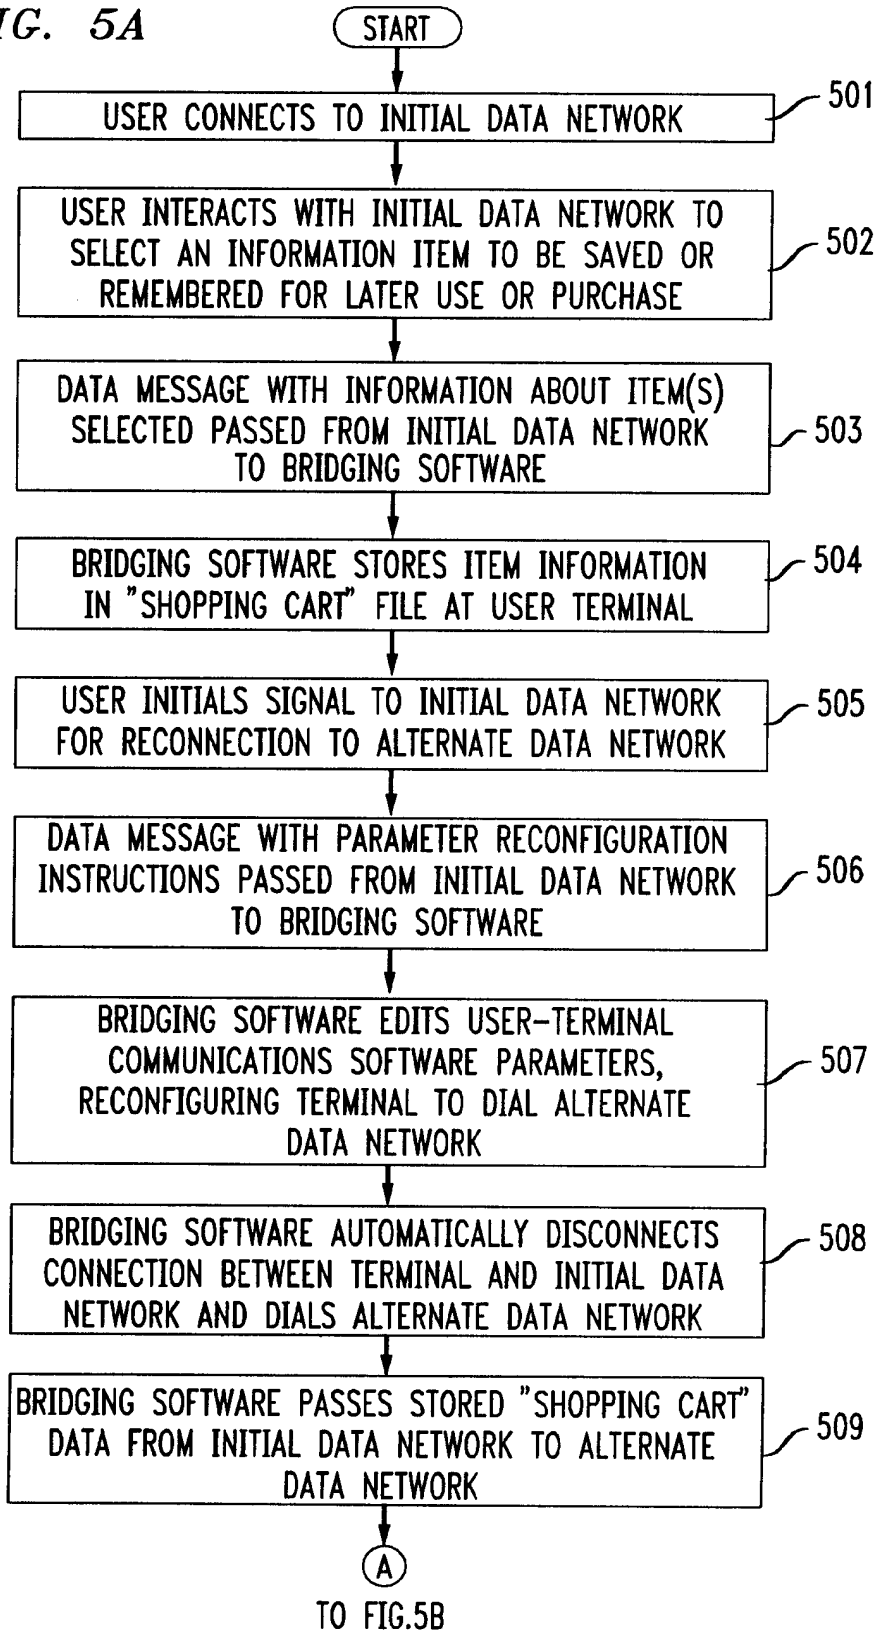 IG. 5A
START
USER CONNECTS TO INITIAL DATA NETWORK
501
USER INTERACTS WITH INITIAL DATA NETWORK TO
SELECT AN INFORMATION ITEM TO BE SAVED OR
REMEMBERED FOR LATER USE OR PURCHASE
502
DATA MESSAGE WITH INFORMATION ABOUT ITEM(S)
SELECTED PASSED FROM INITIAL DATA NETWORK
TO BRIDGING SOFTWARE
503
BRIDGING SOFTWARE STORES ITEM INFORMATION
IN "SHOPPING CART" FILE AT USER TERMINAL
504
USER INITIALS SIGNAL TO INITIAL DATA NETWORK
FOR RECONNECTION TO ALTERNATE DATA NETWORK
505
DATA MESSAGE WITH PARAMETER RECONFIGURATION
INSTRUCTIONS PASSED FROM INITIAL DATA NETWORK
TO BRIDGING SOFTWARE
506
BRIDGING SOFTWARE EDITS USER-TERMINAL
COMMUNICATIONS SOFTWARE PARAMETERS,
RECONFIGURING TERMINAL TO DIAL ALTERNATE
DATA NETWORK
507
BRIDGING SOFTWARE AUTOMATICALLY DISCONNECTS
CONNECTION BETWEEN TERMINAL AND INITIAL DATA
NETWORK AND DIALS ALTERNATE DATA NETWORK
508
BRIDGING SOFTWARE PASSES STORED "SHOPPING CART"
DATA FROM INITIAL DATA NETWORK TO ALTERNATE
DATA NETWORK
509
A
TO FIG.5B